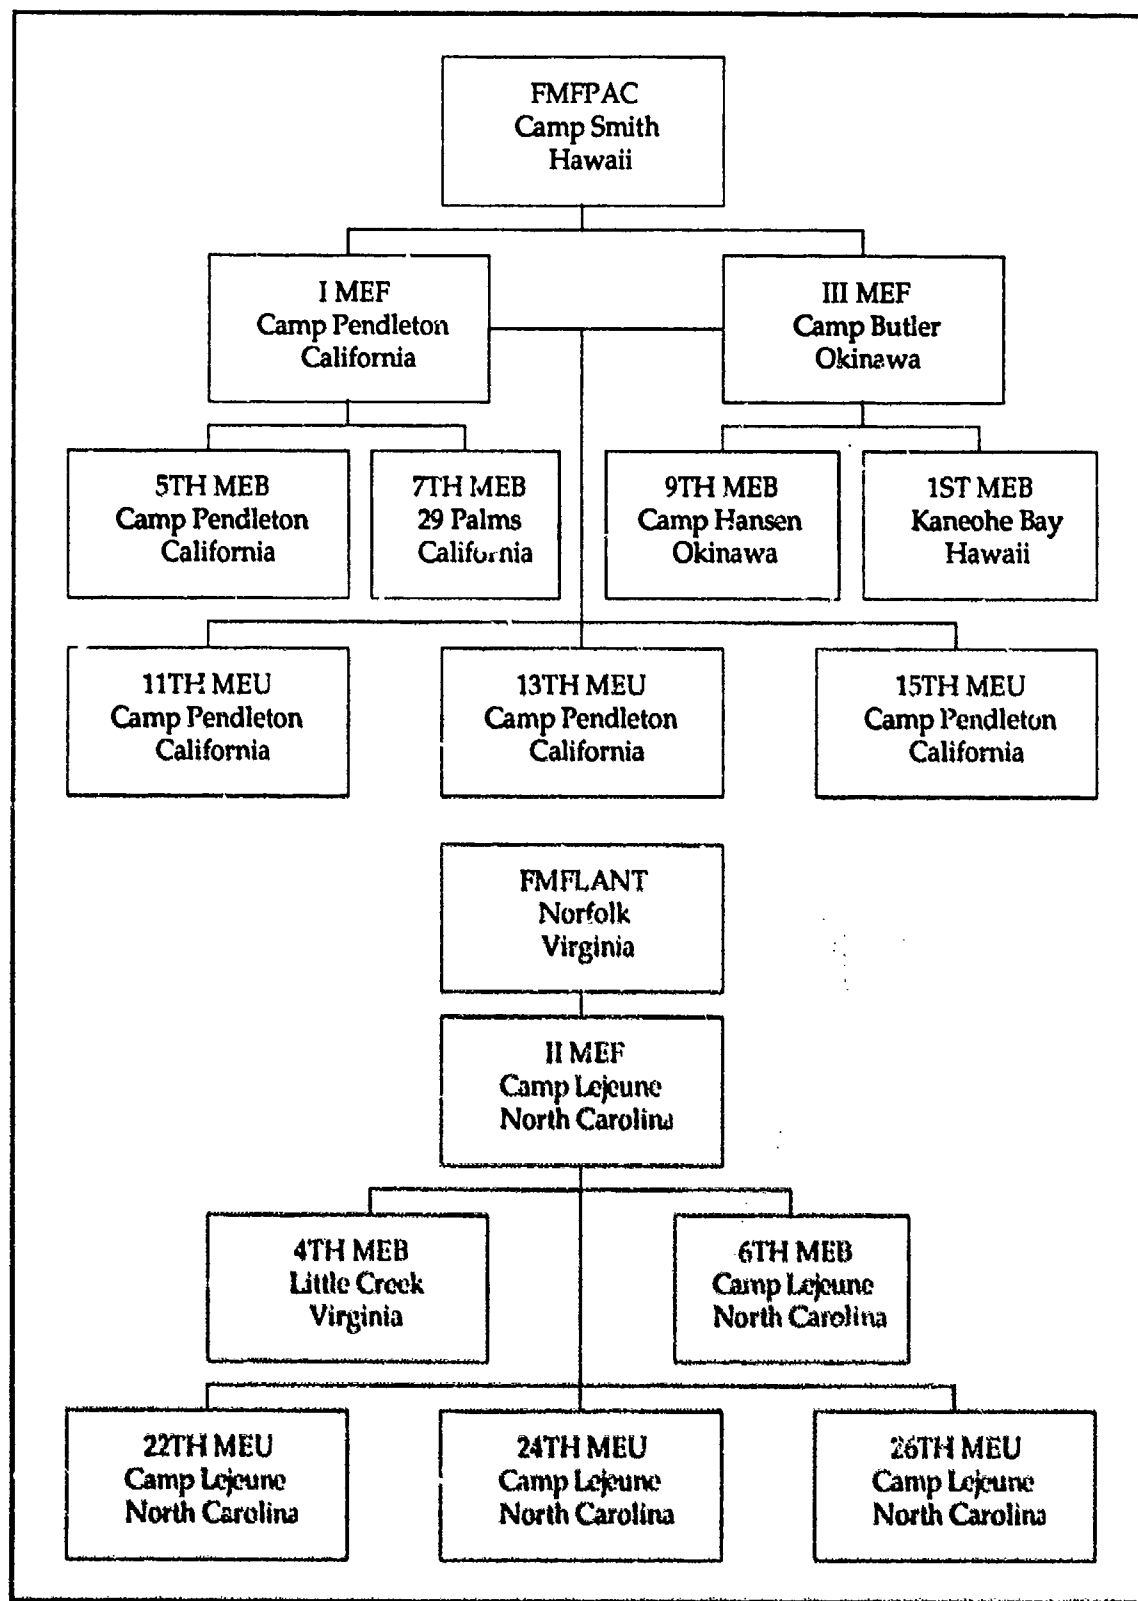 FMFPAC
Camp Smith
Hawaii
I MEF
Camp Pendleton
California
III MEF
Camp Butler
Okinawa
5TH MEB
Camp Pendleton
California
7TH MEB
29 Palms
California
9TH MEB
Camp Hansen
Okinawa
1ST MEB
Kaneohe Bay
Hawaii
11TH MEU
Camp Pendleton
California
13TH MEU
Camp Pendleton
California
15TH MEU
Camp Pendleton
California
FMFLANT
Norfolk
Virginia
II MEF
Camp Lejeune
North Carolina
4TH MEB
Little Creek
Virginia
6TH MEB
Camp Lejeune
North Carolina
22TH MEU
Camp Lejeune
North Carolina
24TH MEU
Camp Lejeune
North Carolina
26TH MEU
Camp Lejeune
North Carolina